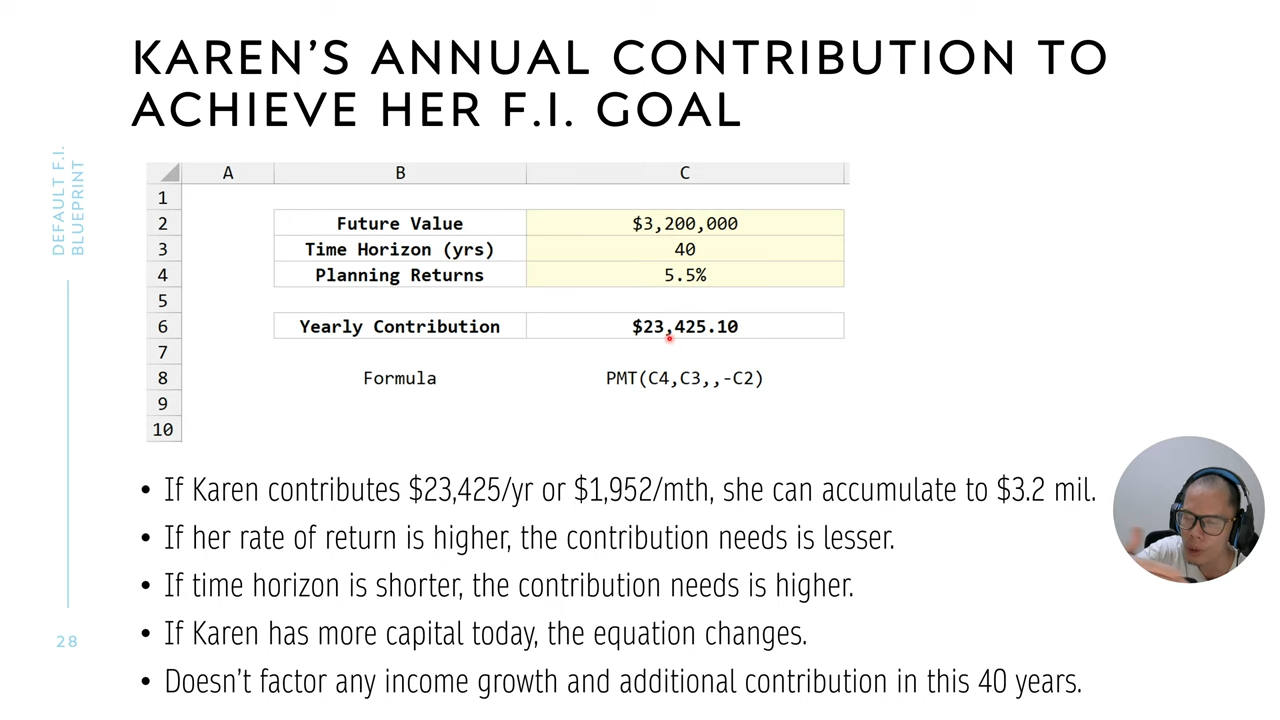 KAREN'S ANNUAL CONTRIBUTION TO
ACHIEVE HER F.I. GOAL
DEFAULT F.I.
BLUEPRINT
A B C
1
2 Future Value $3,200,000
3 Time Horizon (yrs) 40
4 Planning Returns 5.5%
5
6 Yearly Contribution $23,425.10
7
8 Formula PMT(C4,C3,,-C2)
9
10
• If Karen contributes $23,425/yr or $1,952/mth, she can accumulate to $3.2 mil.
• If her rate of return is higher, the contribution needs is lesser.
• If time horizon is shorter, the contribution needs is higher.
• If Karen has more capital today, the equation changes.
• Doesn't factor any income growth and additional contribution in this 40 years.
28